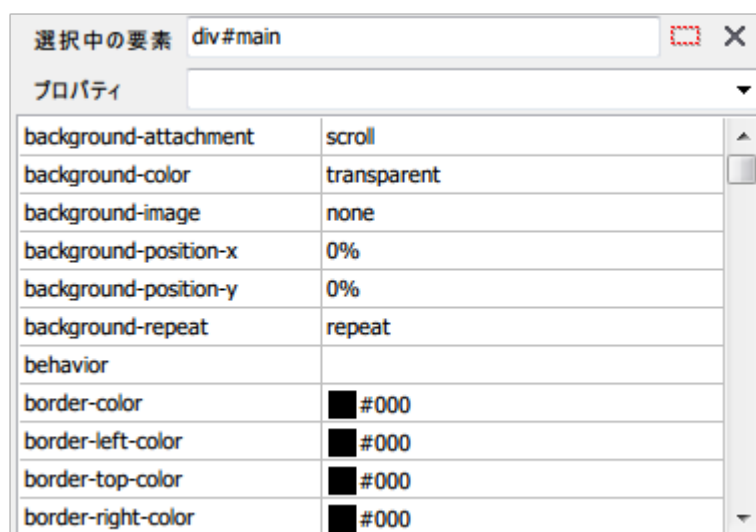 選択中の要素 div#main
プロパティ
background-attachment scroll
background-color transparent
background-image none
background-position-x 0%
background-position-y 0%
background-repeat repeat
behavior
border-color #000
border-left-color #000
border-top-color #000
border-right-color #000